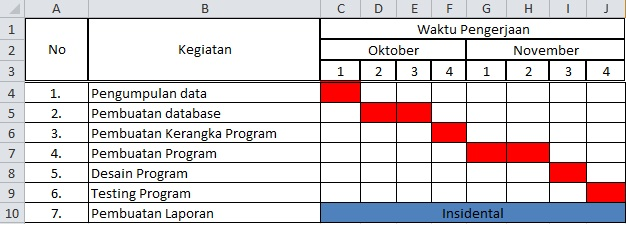 A B C D E F G H I J
1 Waktu Pengerjaan
2 No Kegiatan Oktober November
3 1 2 3 4 1 2 3 4
4 1. Pengumpulan data
5 2. Pembuatan database
6 3. Pembuatan Kerangka Program
7 4. Pembuatan Program
8 5. Desain Program
9 6. Testing Program
10 7. Pembuatan Laporan Insidental